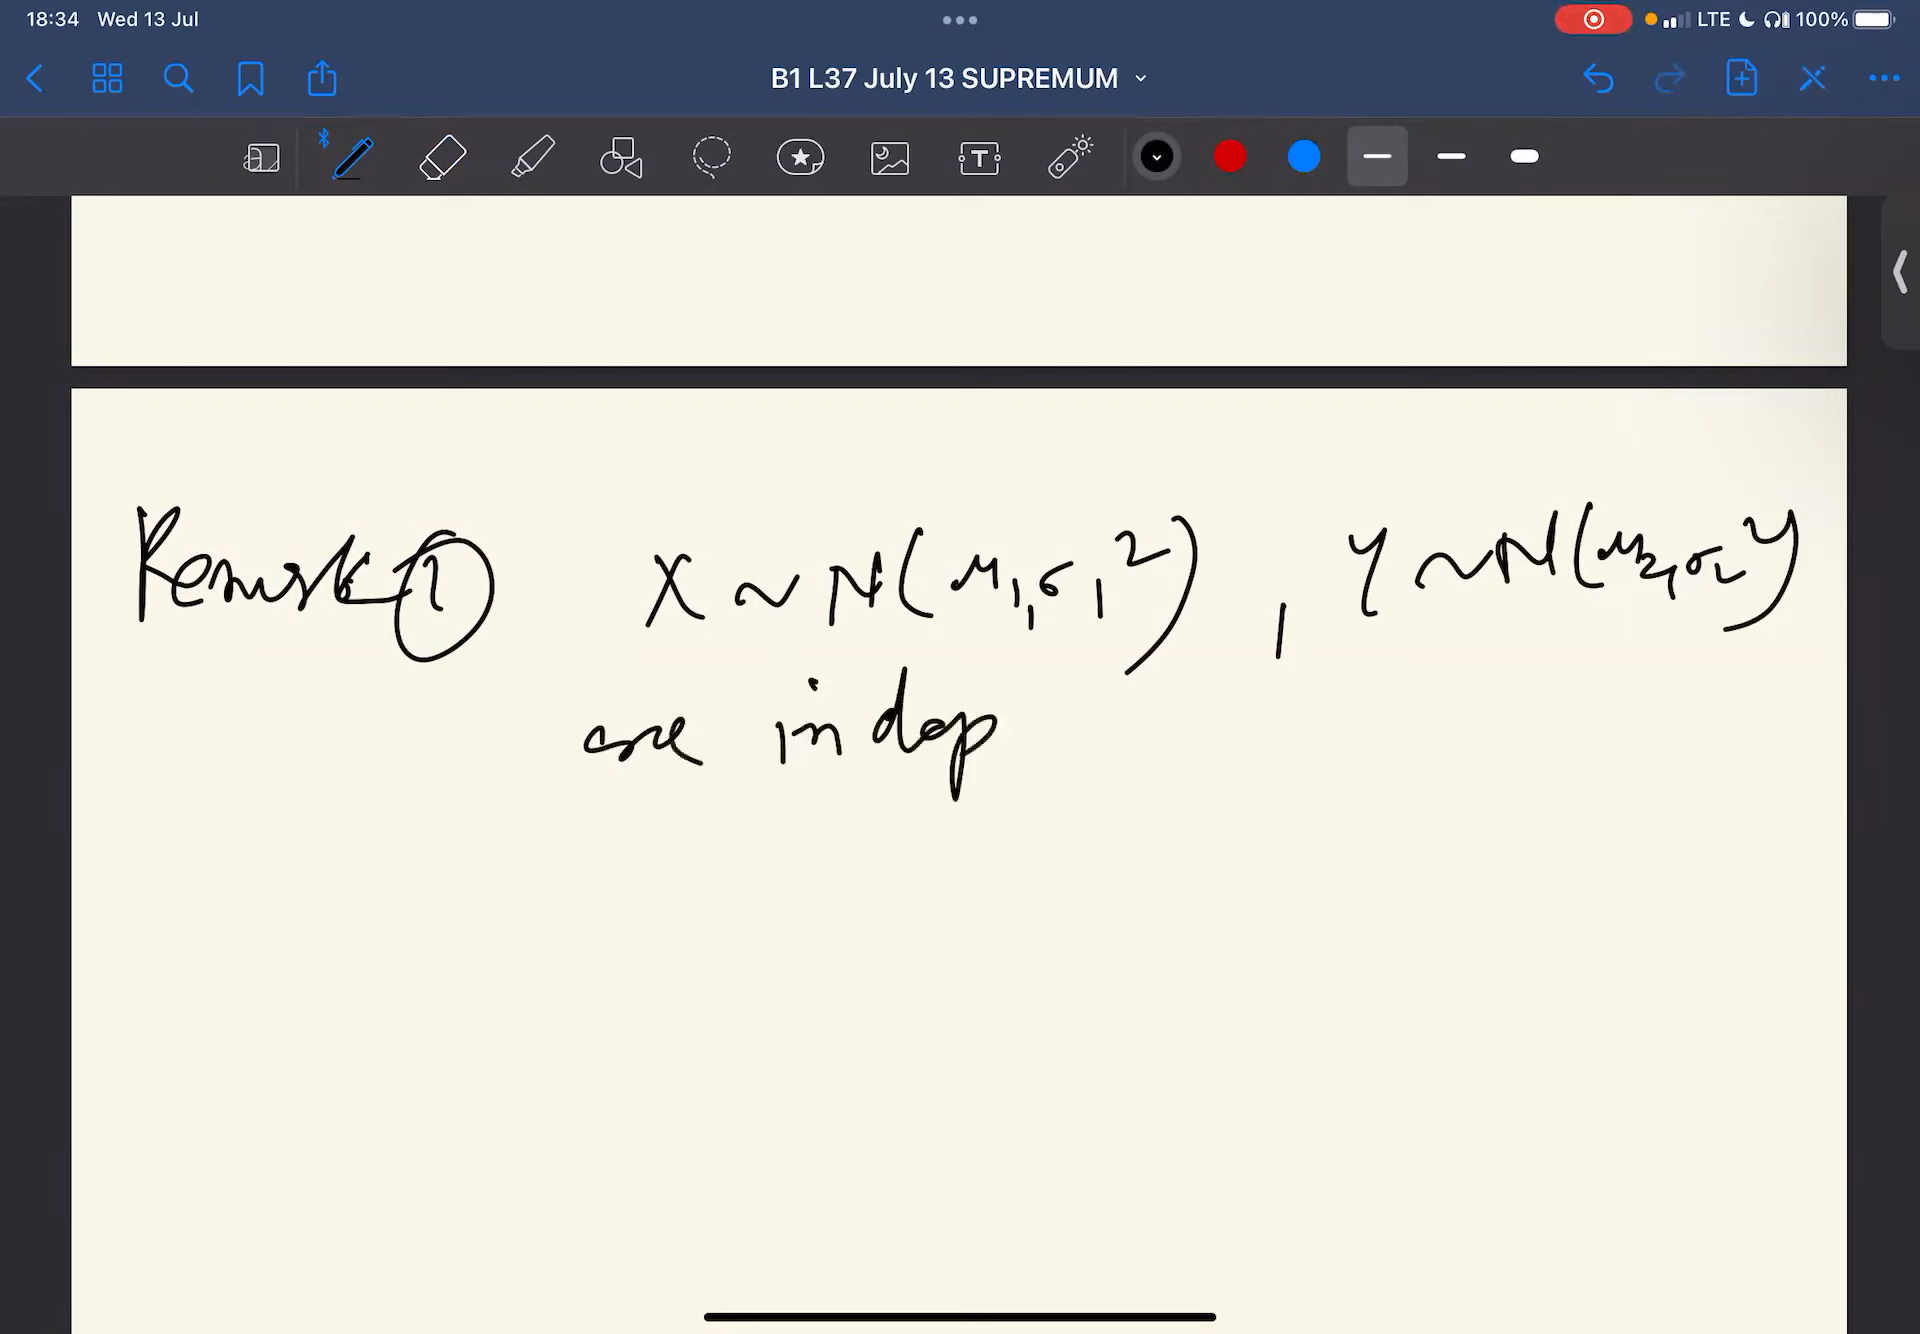 18:34 Wed 13 Jul
LTE 100%
B1 L37 July 13 SUPREMUM
T
Remark ① X ~ N(μ₁, σ₁²), Y ~ N(μ₂, σ₂²)
are indep